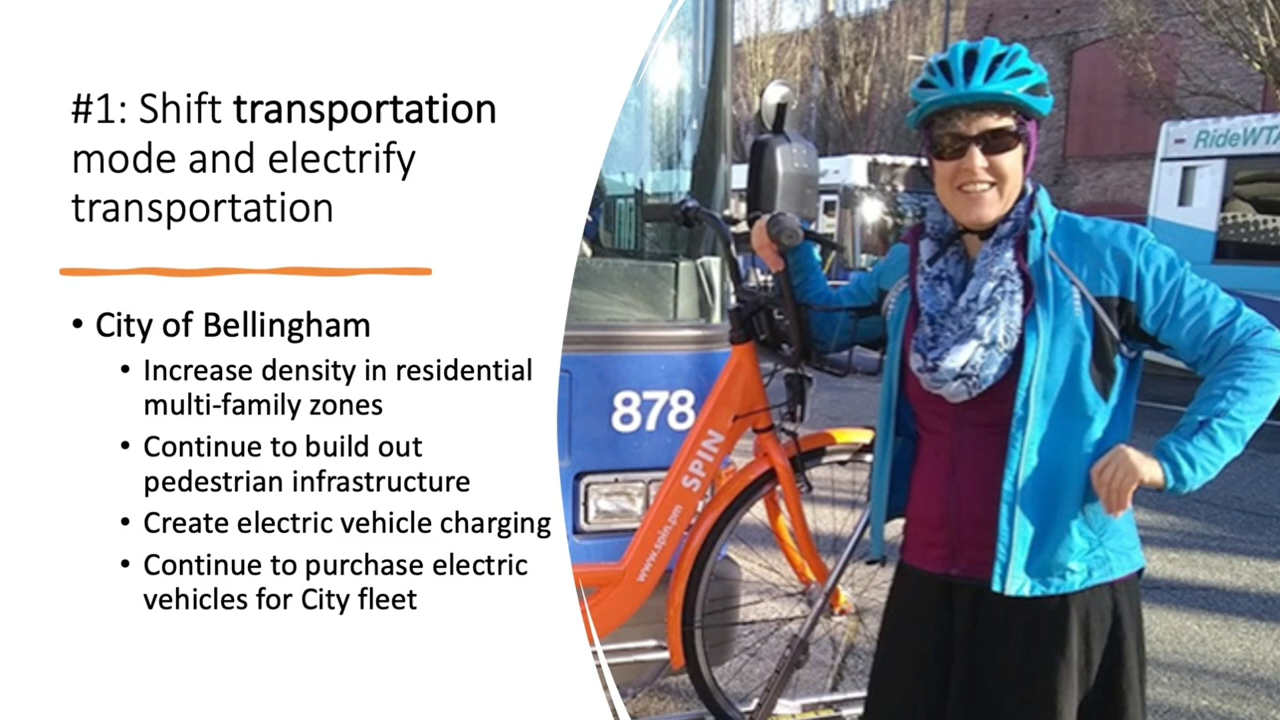 #1: Shift transportation
mode and electrify
transportation
• City of Bellingham
• Increase density in residential
multi-family zones
• Continue to build out
pedestrian infrastructure
• Create electric vehicle charging
• Continue to purchase electric
vehicles for City fleet
878
SPIN
www.spin.pm
RideWTA